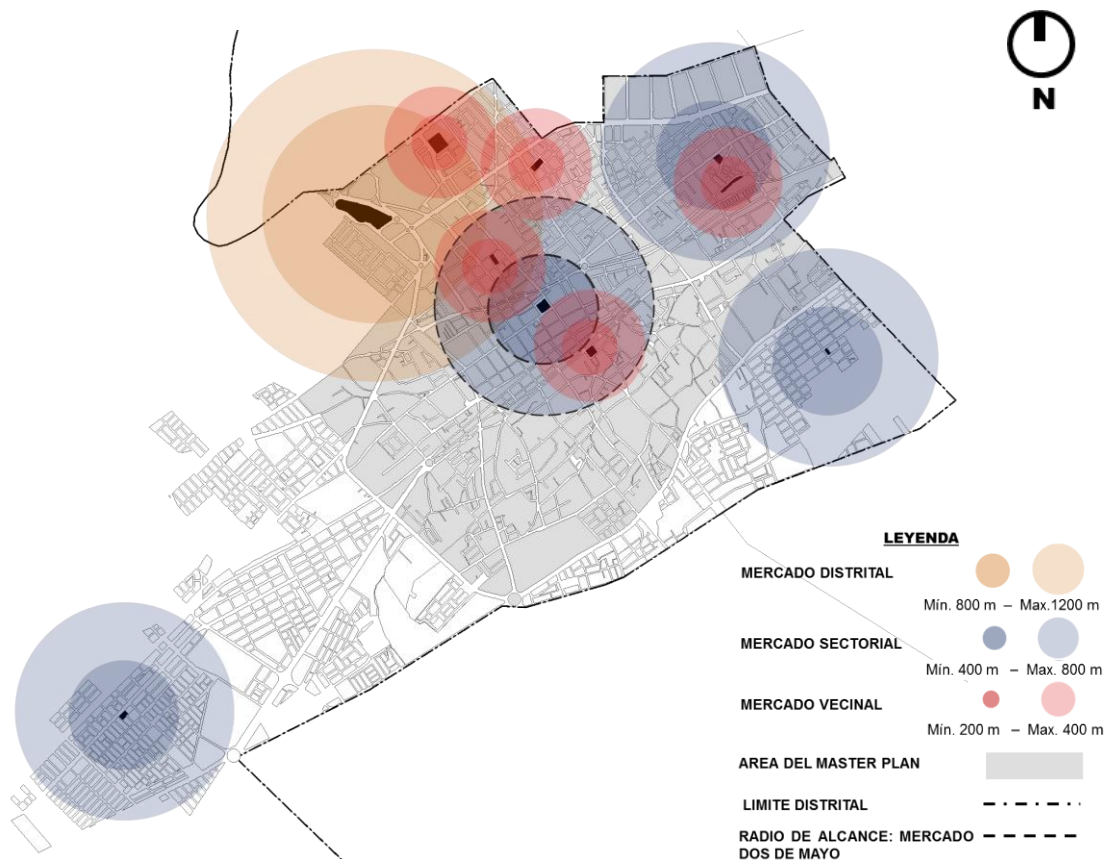 N
LEYENDA
MERCADO DISTRITAL
Mín. 800 m – Max.1200 m
MERCADO SECTORIAL
Mín. 400 m – Max. 800 m
MERCADO VECINAL
Mín. 200 m – Max. 400 m
AREA DEL MASTER PLAN
LIMITE DISTRITAL
RADIO DE ALCANCE: MERCADO
DOS DE MAYO